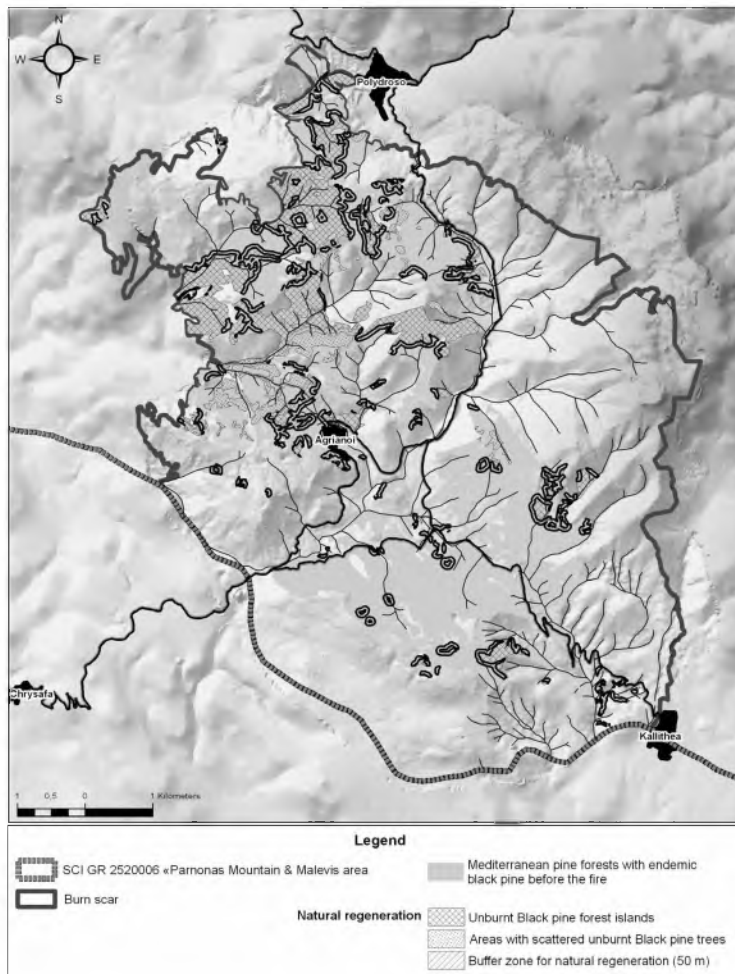 N
W E
S
Polydroso
Agrianoi
Chrysafa
Kallithea
1 0,5 0 1 Kilometers
Legend
SCI GR 2520006 «Parnonas Mountain & Malevis area
Burn scar
Mediterranean pine forests with endemic
black pine before the fire
Natural regeneration
Unburnt Black pine forest islands
Areas with scattered unburnt Black pine trees
Buffer zone for natural regeneration (50 m)